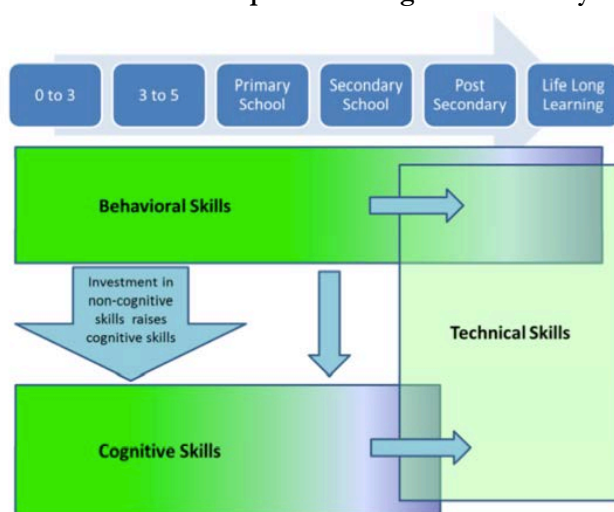 0 to 3
3 to 5
Primary
School
Secondary
School
Post
Secondary
Life Long
Learning
Behavioral Skills
Investment in
non-cognitive
skills raises
cognitive skills
Technical Skills
Cognitive Skills